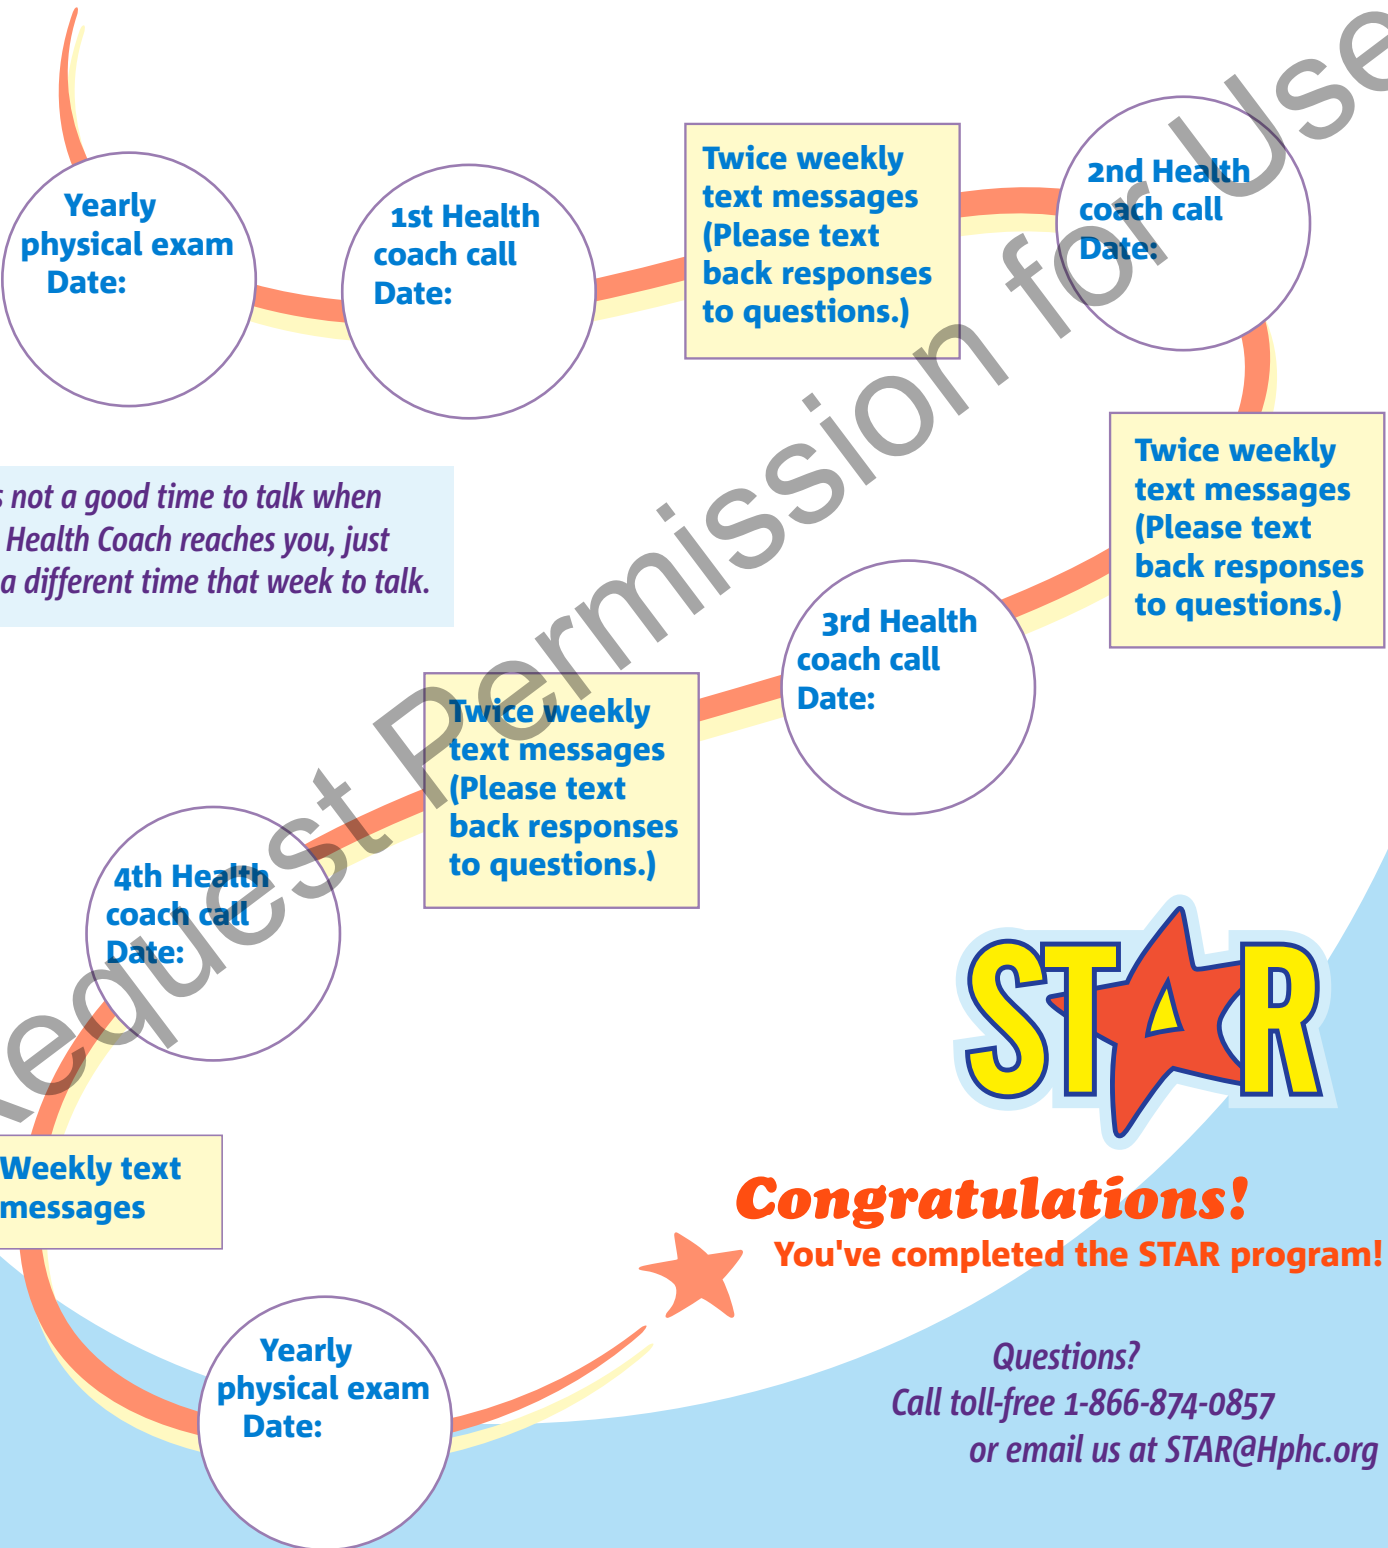 Yearly
physical exam
Date:
1st Health
coach call
Date:
Twice weekly
text messages
(Please text
back responses
to questions.)
2nd Health
coach call
Date:
Twice weekly
text messages
(Please text
back responses
to questions.)
not a good time to talk when
Health Coach reaches you, just
a different time that week to talk.
3rd Health
coach call
Date:
Twice weekly
text messages
(Please text
back responses
to questions.)
4th Health
coach call
Date:
Weekly text
messages
Yearly
physical exam
Date:
STAR
Congratulations!
You've completed the STAR program!
Questions?
Call toll-free 1-866-874-0857
or email us at STAR@Hphc.org
Request Permission for Use